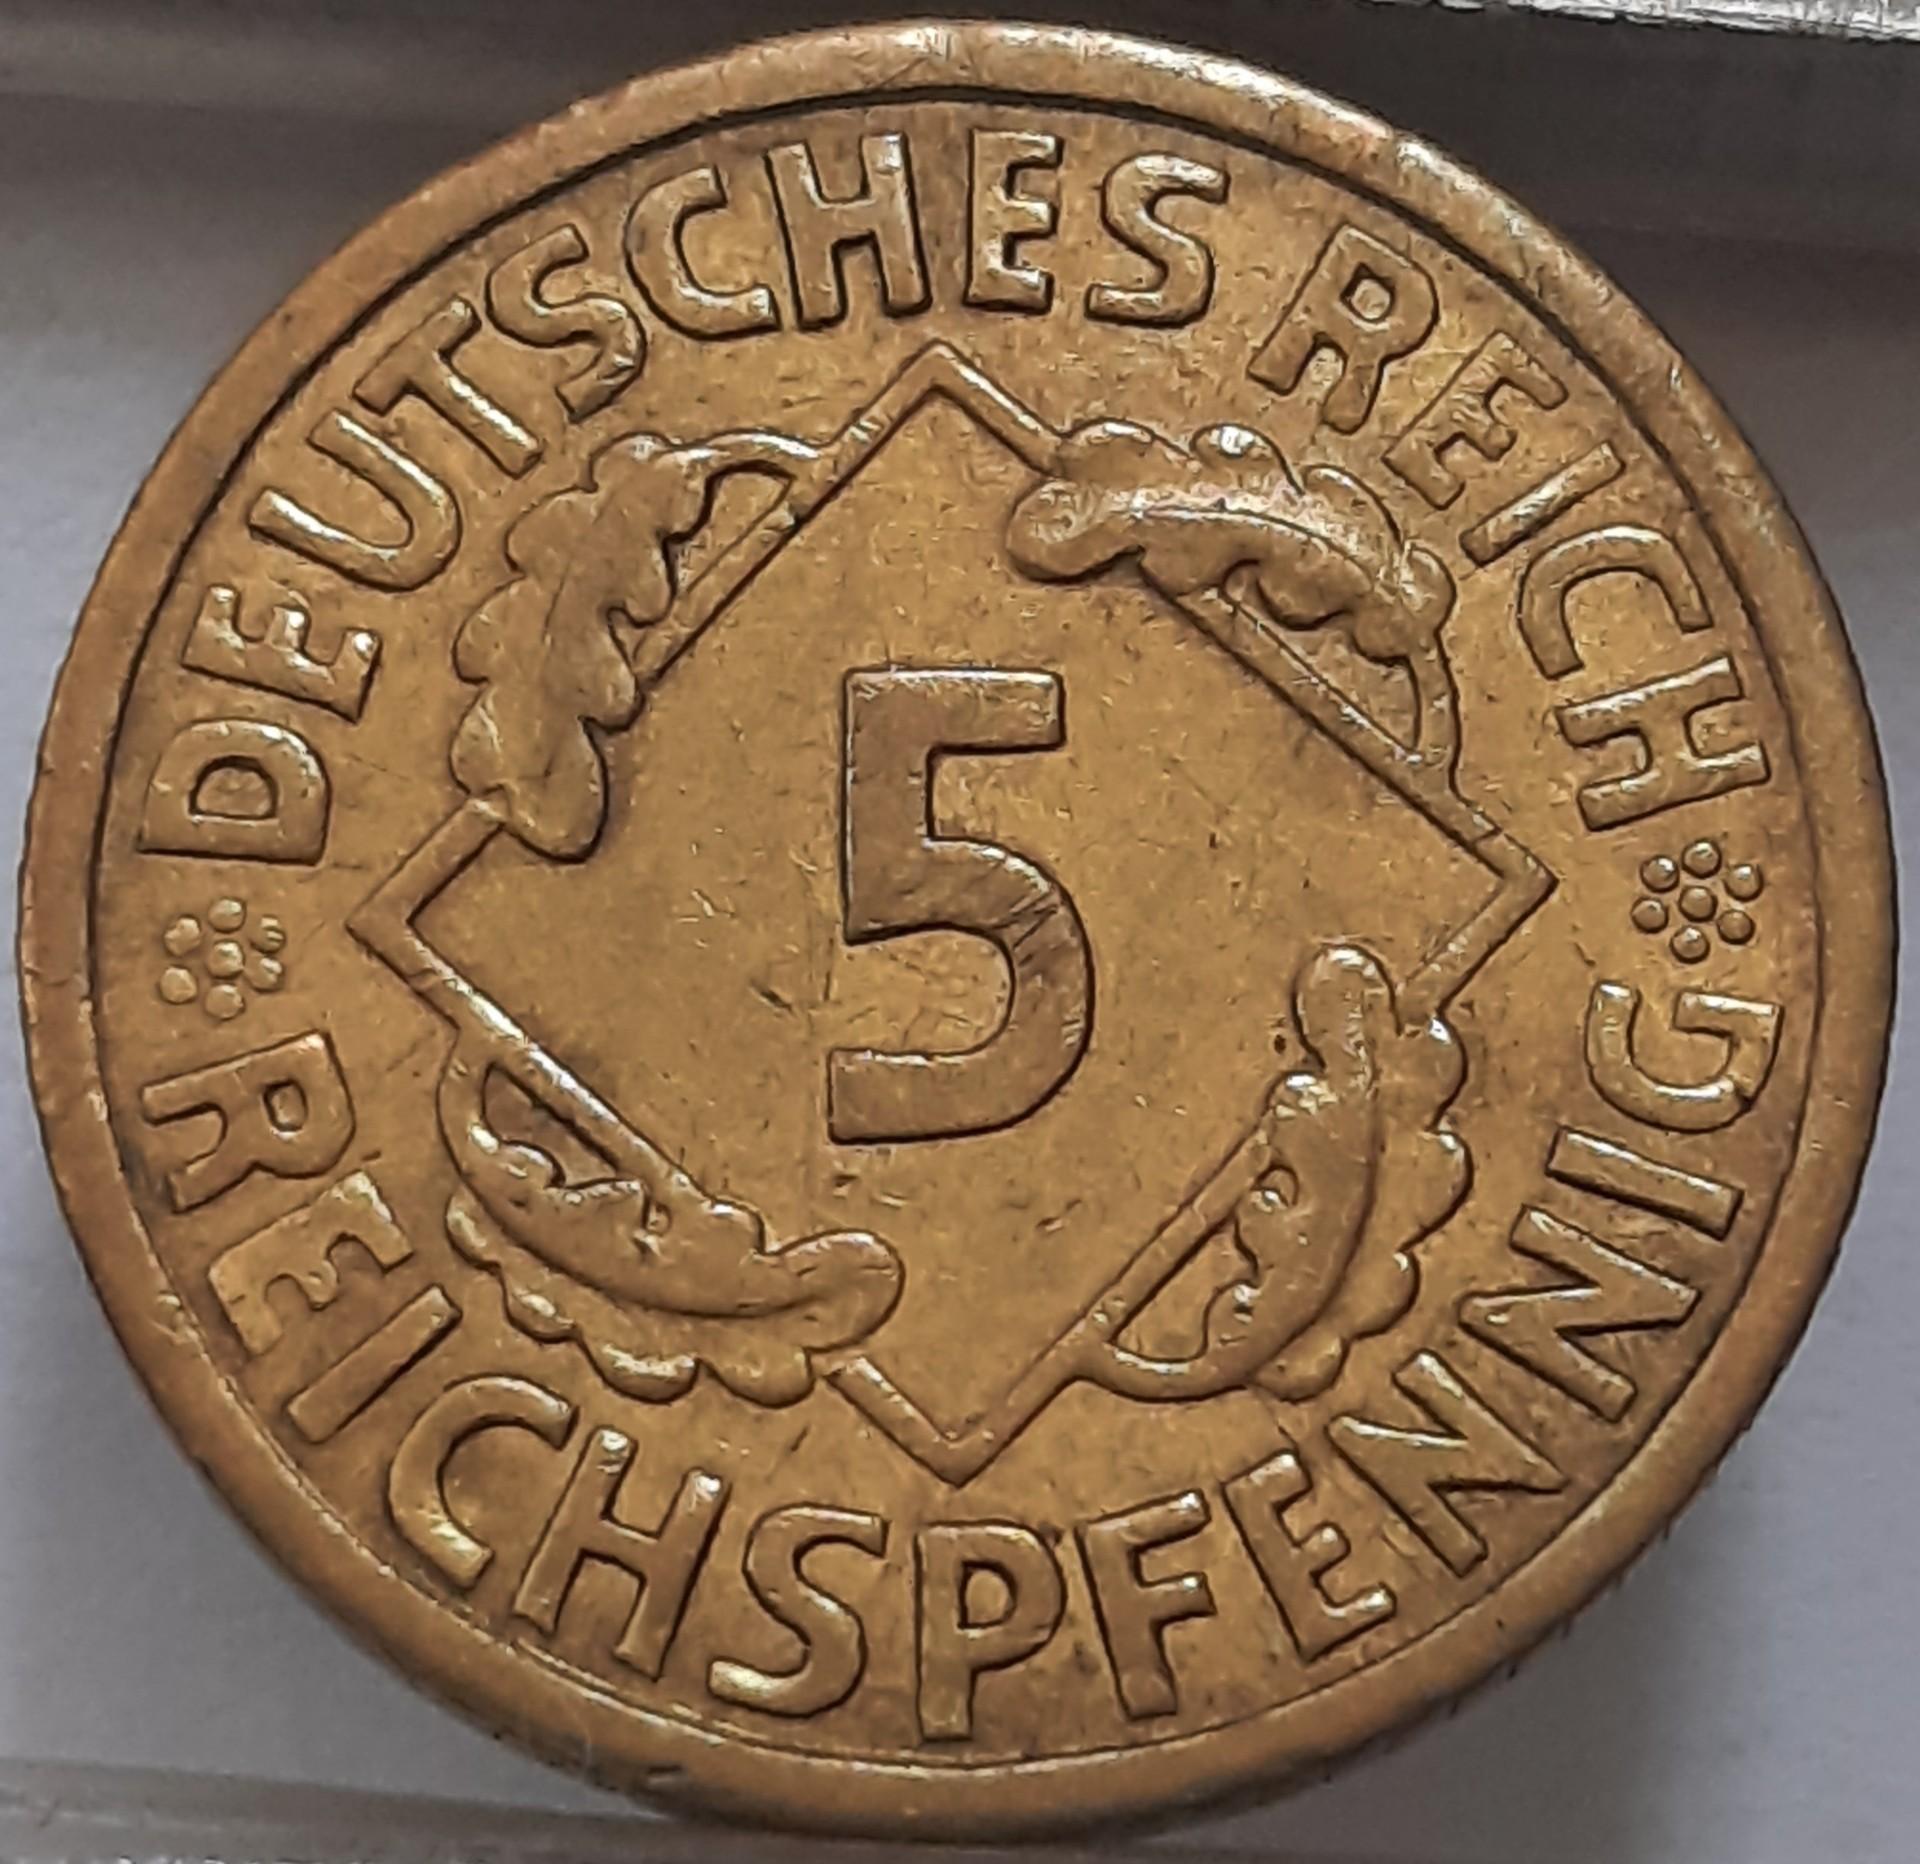 DEUTSCHES REICH
5
REICHSPFENNIG